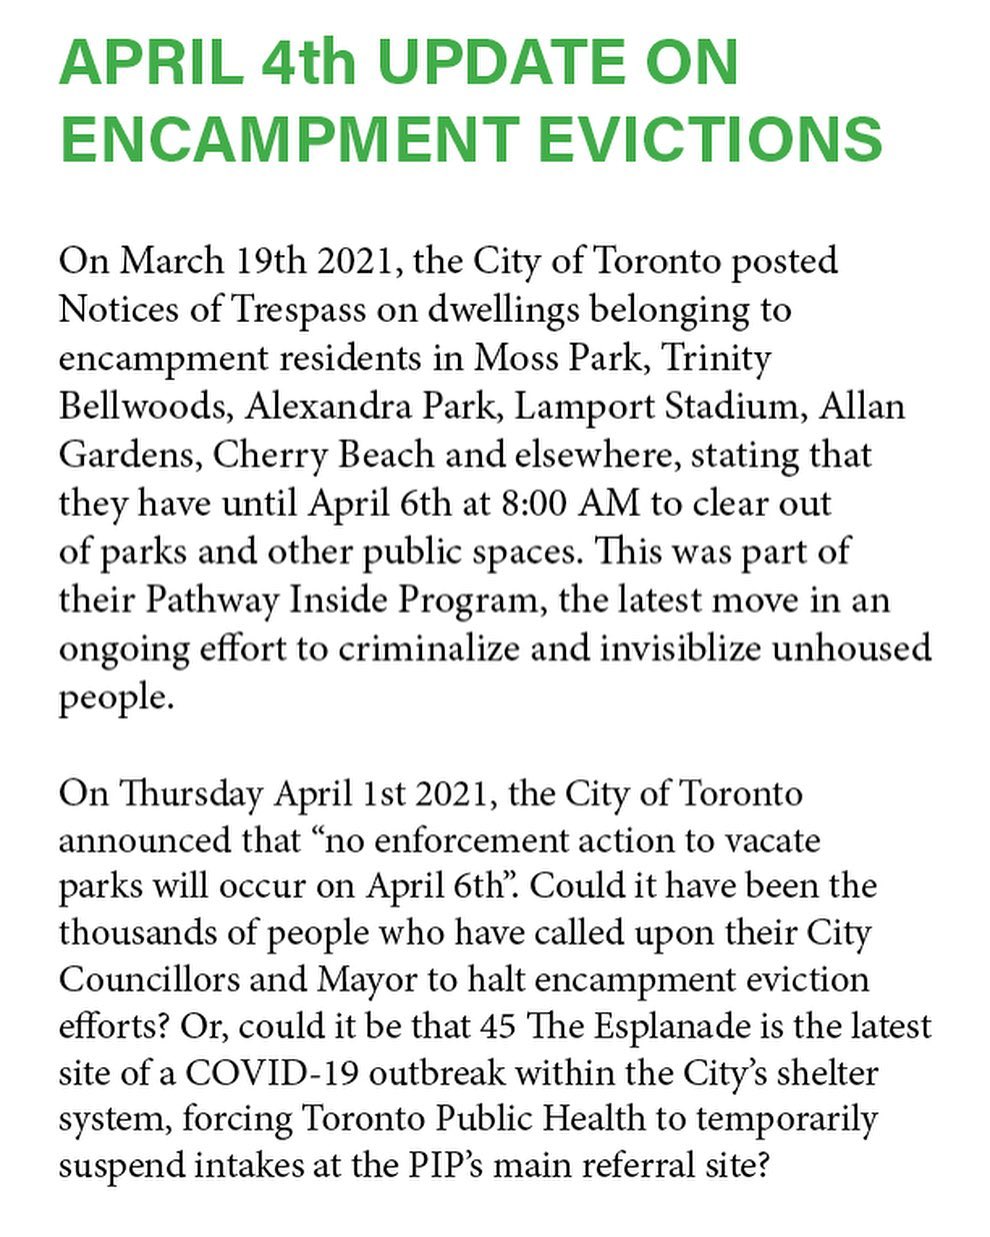 APRIL 4th UPDATE ON
ENCAMPMENT EVICTIONS
On March 19th 2021, the City of Toronto posted
Notices of Trespass on dwellings belonging to
encampment residents in Moss Park, Trinity
Bellwoods, Alexandra Park, Lamport Stadium, Allan
Gardens, Cherry Beach and elsewhere, stating that
they have until April 6th at 8:00 AM to clear out
of parks and other public spaces. This was part of
their Pathway Inside Program, the latest move in an
ongoing effort to criminalize and invisiblize unhoused
people.
On Thursday April 1st 2021, the City of Toronto
announced that “no enforcement action to vacate
parks will occur on April 6th”. Could it have been the
thousands of people who have called upon their City
Councillors and Mayor to halt encampment eviction
efforts? Or, could it be that 45 The Esplanade is the latest
site of a COVID-19 outbreak within the City’s shelter
system, forcing Toronto Public Health to temporarily
suspend intakes at the PIP’s main referral site?